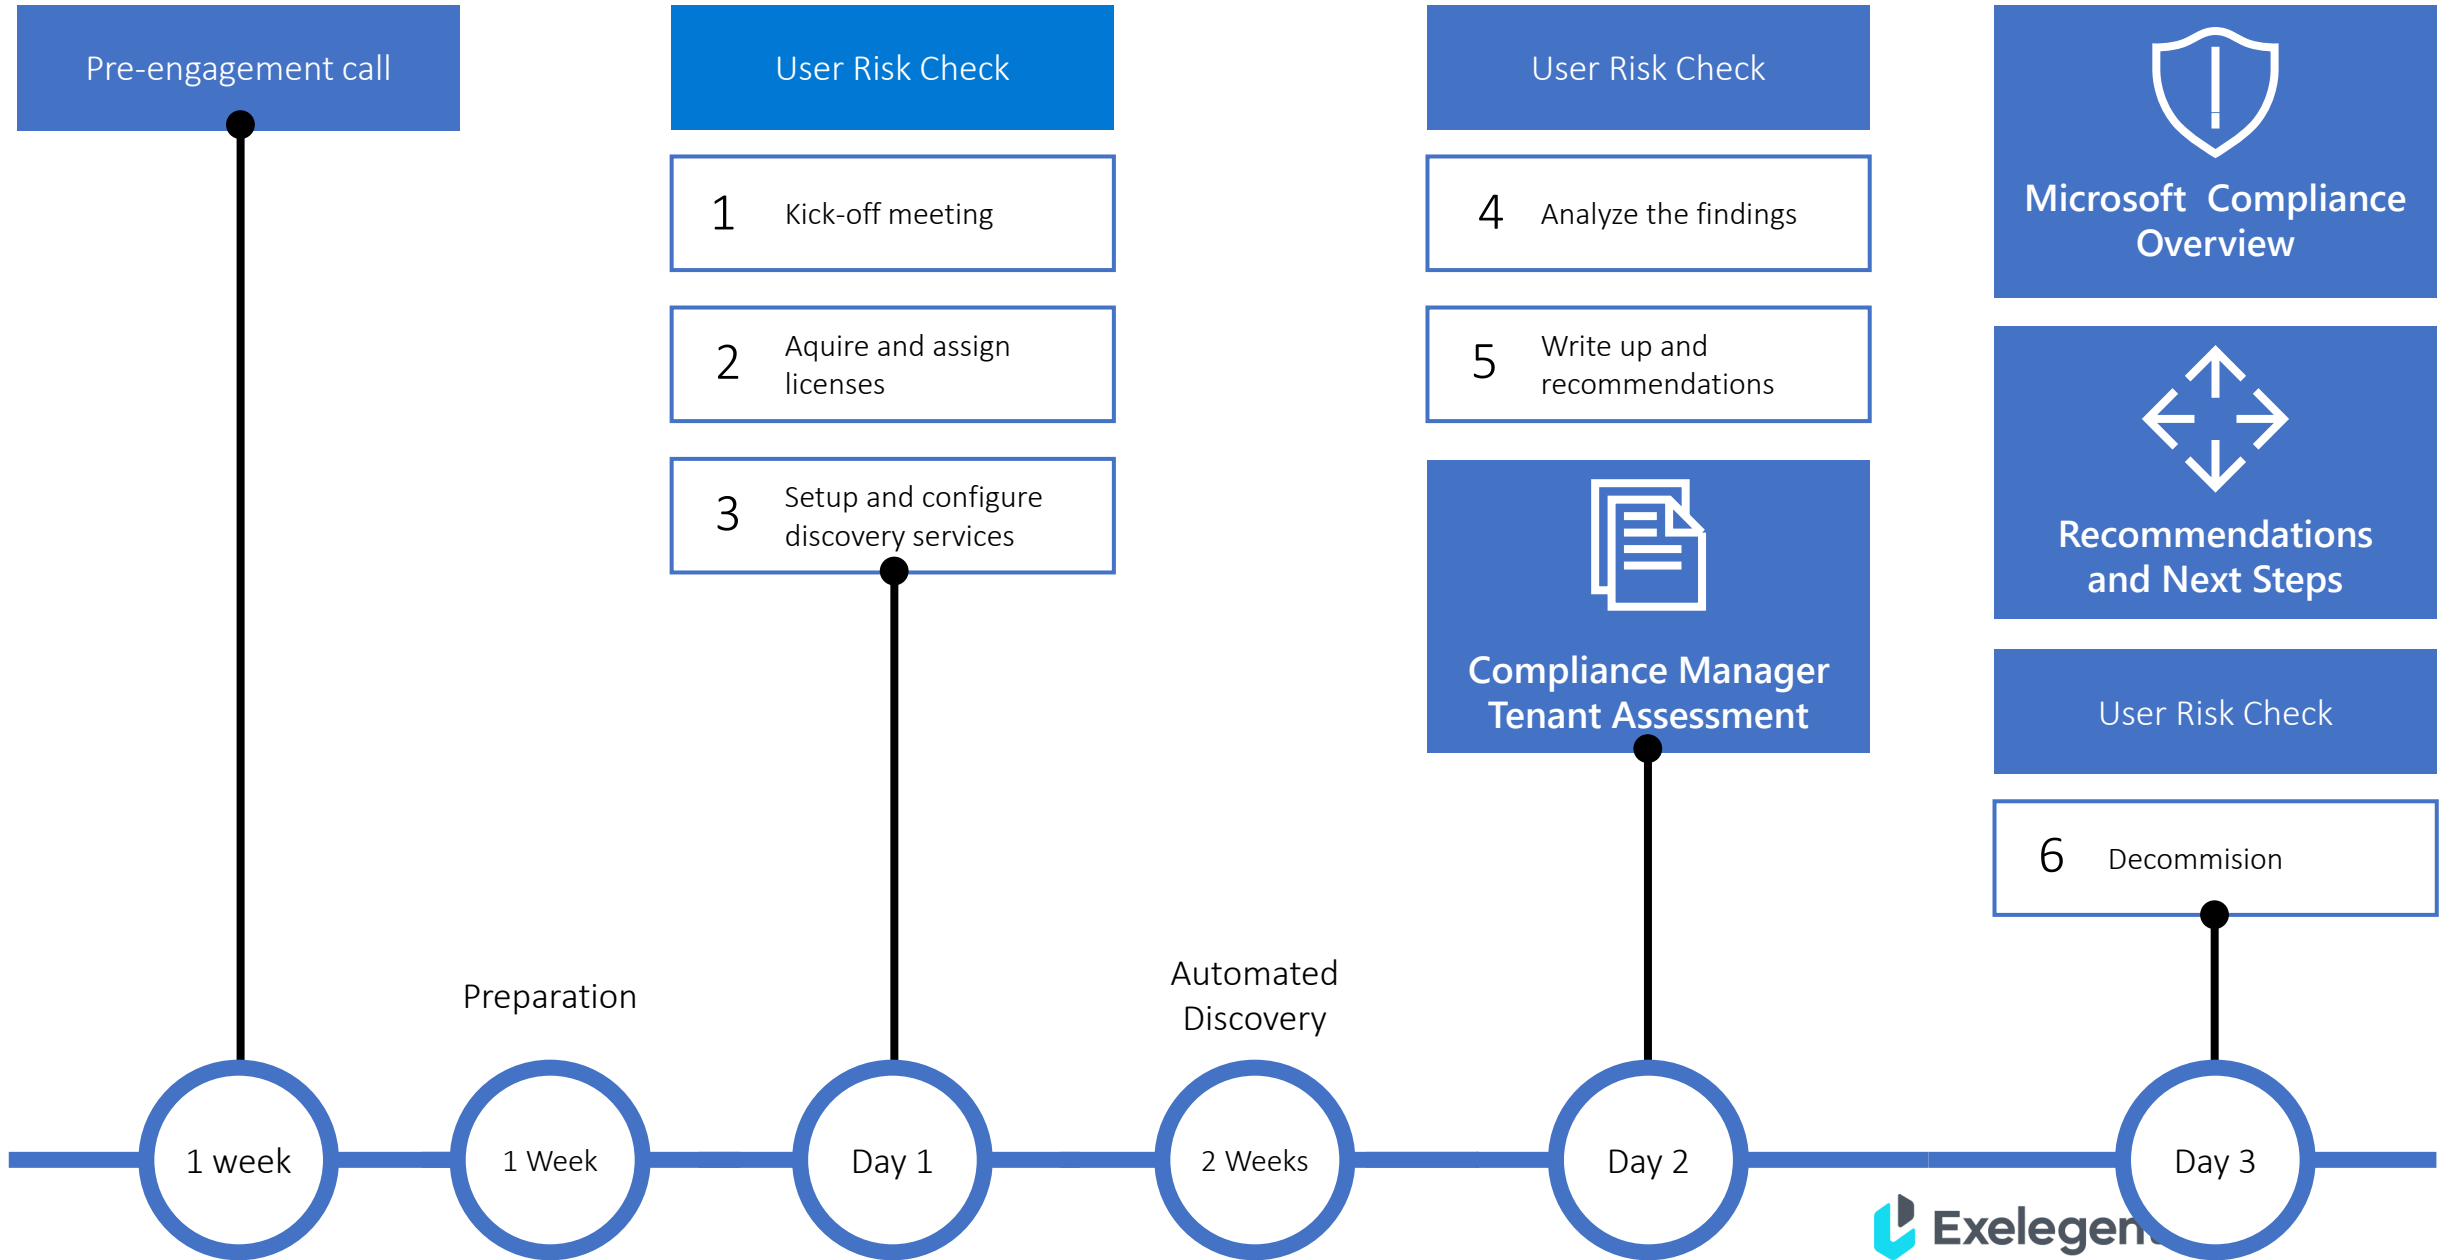 Pre-engagement call
User Risk Check
1
Kick-off meeting
2
Aquire and assign
licenses
3
Setup and configure
discovery services
User Risk Check
4
Analyze the findings
5
Write up and
recommendations
Compliance Manager
Tenant Assessment
Microsoft Compliance
Overview
Recommendations
and Next Steps
User Risk Check
6
Decommision
Preparation
Automated
Discovery
1 week
1 Week
Day 1
2 Weeks
Day 2
Day 3
Exelegent